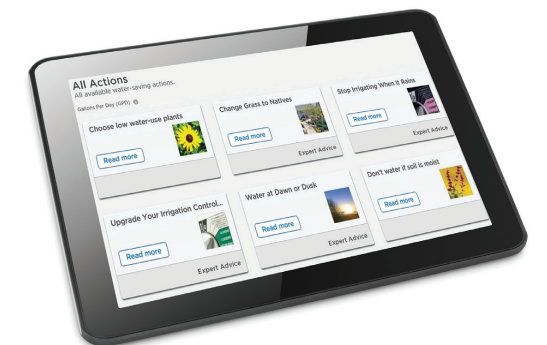 All Actions
All available water-saving actions.
Gallons Per Day (GPD)
Choose low water-use plants
Read more
Change Grass to Natives
Read more
Expert Advice
Stop Irrigating When It Rains
Read more
Expert Advice
Upgrade Your Irrigation Control...
Read more
Expert Advice
Water at Dawn or Dusk
Read more
Expert Advice
Don't water if soil is moist
Read more